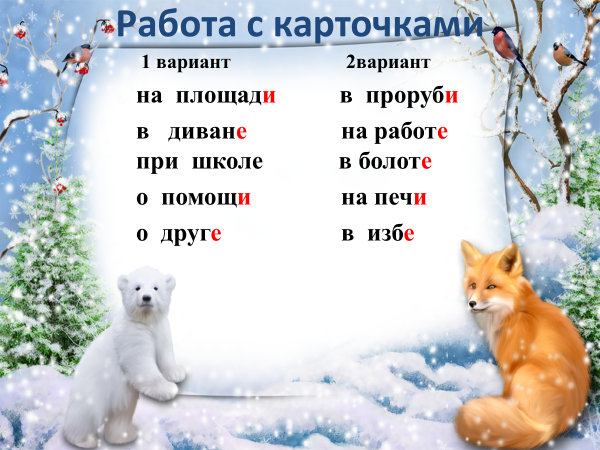 Работа с карточками
1 вариант 2вариант
на площади в проруби
в диване на работе
при школе в болоте
о помощи на печи
о друге в избе